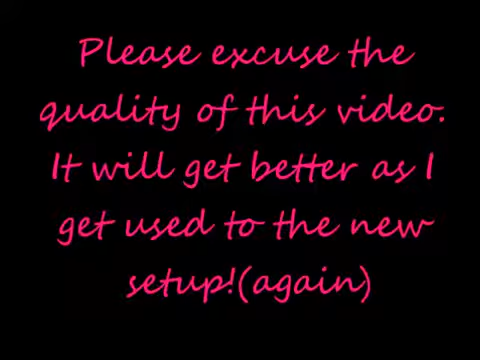 Please excuse the
quality of this video.
It will get better as I
get used to the new
setup!(again)